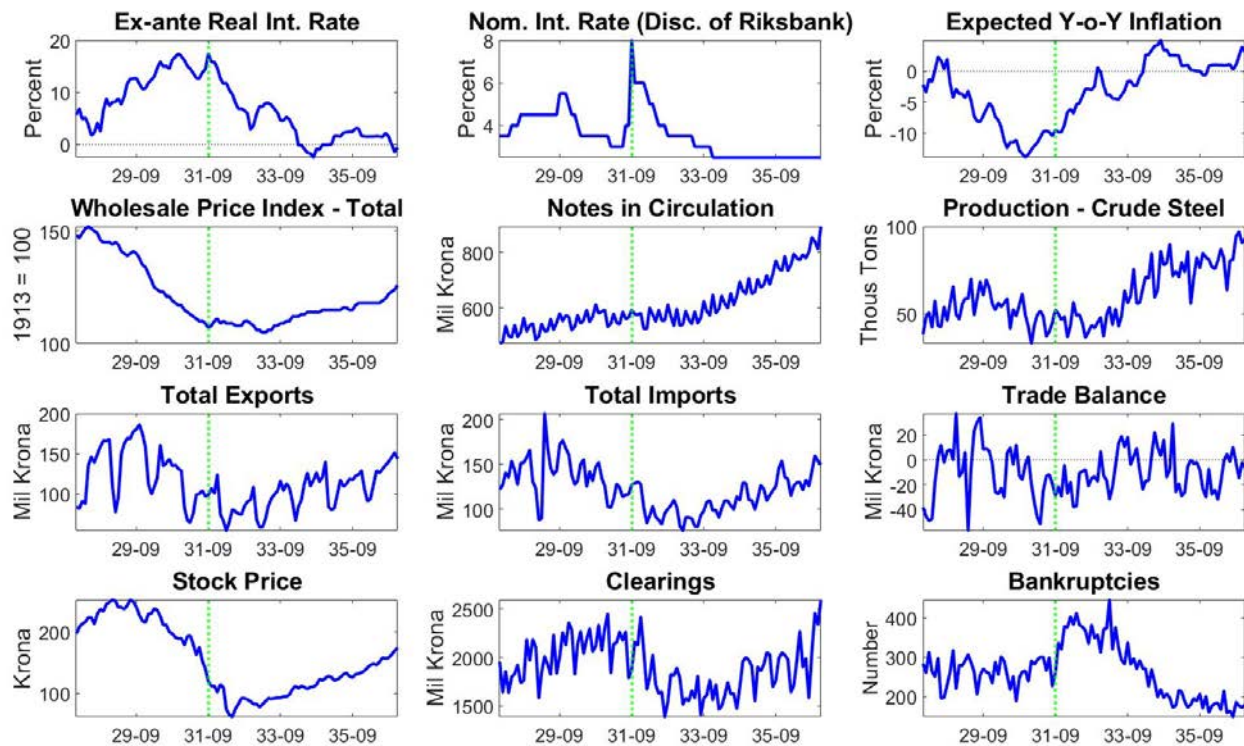 Ex-ante Real Int. Rate
Percent
20
10
0
29-09 31-09 33-09 35-09
Nom. Int. Rate (Disc. of Riksbank)
Percent
8
6
4
29-09 31-09 33-09 35-09
Expected Y-o-Y Inflation
Percent
0
-5
-10
29-09 31-09 33-09 35-09
Wholesale Price Index - Total
1913 = 100
150
100
29-09 31-09 33-09 35-09
Notes in Circulation
Mil Krona
800
600
29-09 31-09 33-09 35-09
Production - Crude Steel
Thous Tons
100
50
29-09 31-09 33-09 35-09
Total Exports
Mil Krona
200
150
100
29-09 31-09 33-09 35-09
Total Imports
Mil Krona
200
150
100
29-09 31-09 33-09 35-09
Trade Balance
Mil Krona
20
0
-20
-40
29-09 31-09 33-09 35-09
Stock Price
Krona
200
100
29-09 31-09 33-09 35-09
Clearings
Mil Krona
2500
2000
1500
29-09 31-09 33-09 35-09
Bankruptcies
Number
400
300
200
29-09 31-09 33-09 35-09